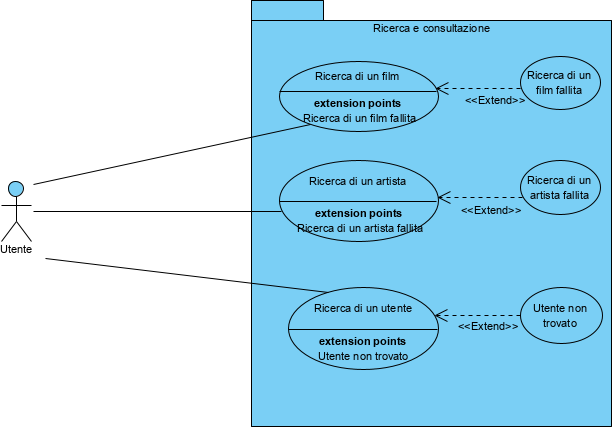 Ricerca e consultazione
Ricerca di un film
extension points
Ricerca di un film fallita
<<Extend>>
Ricerca di un
film fallita
Utente
Ricerca di un artista
extension points
Ricerca di un artista fallita
<<Extend>>
Ricerca di un
artista fallita
Ricerca di un utente
extension points
Utente non trovato
<<Extend>>
Utente non
trovato